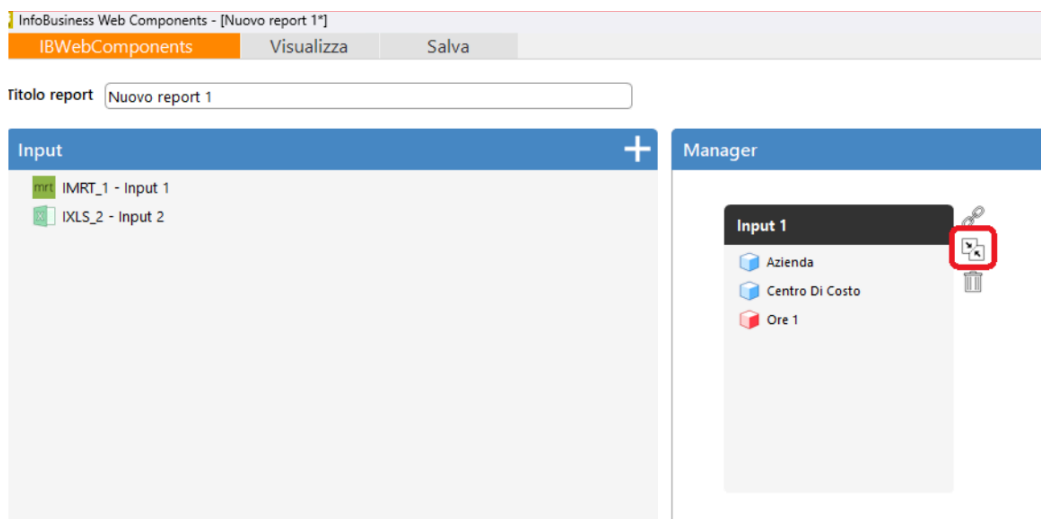 InfoBusiness Web Components - [Nuovo report 1*]
IBWebComponents Visualizza Salva
Titolo report Nuovo report 1
Input
Manager
mrt IMRT_1 - Input 1
IXLS_2 - Input 2
Input 1
Azienda
Centro Di Costo
Ore 1